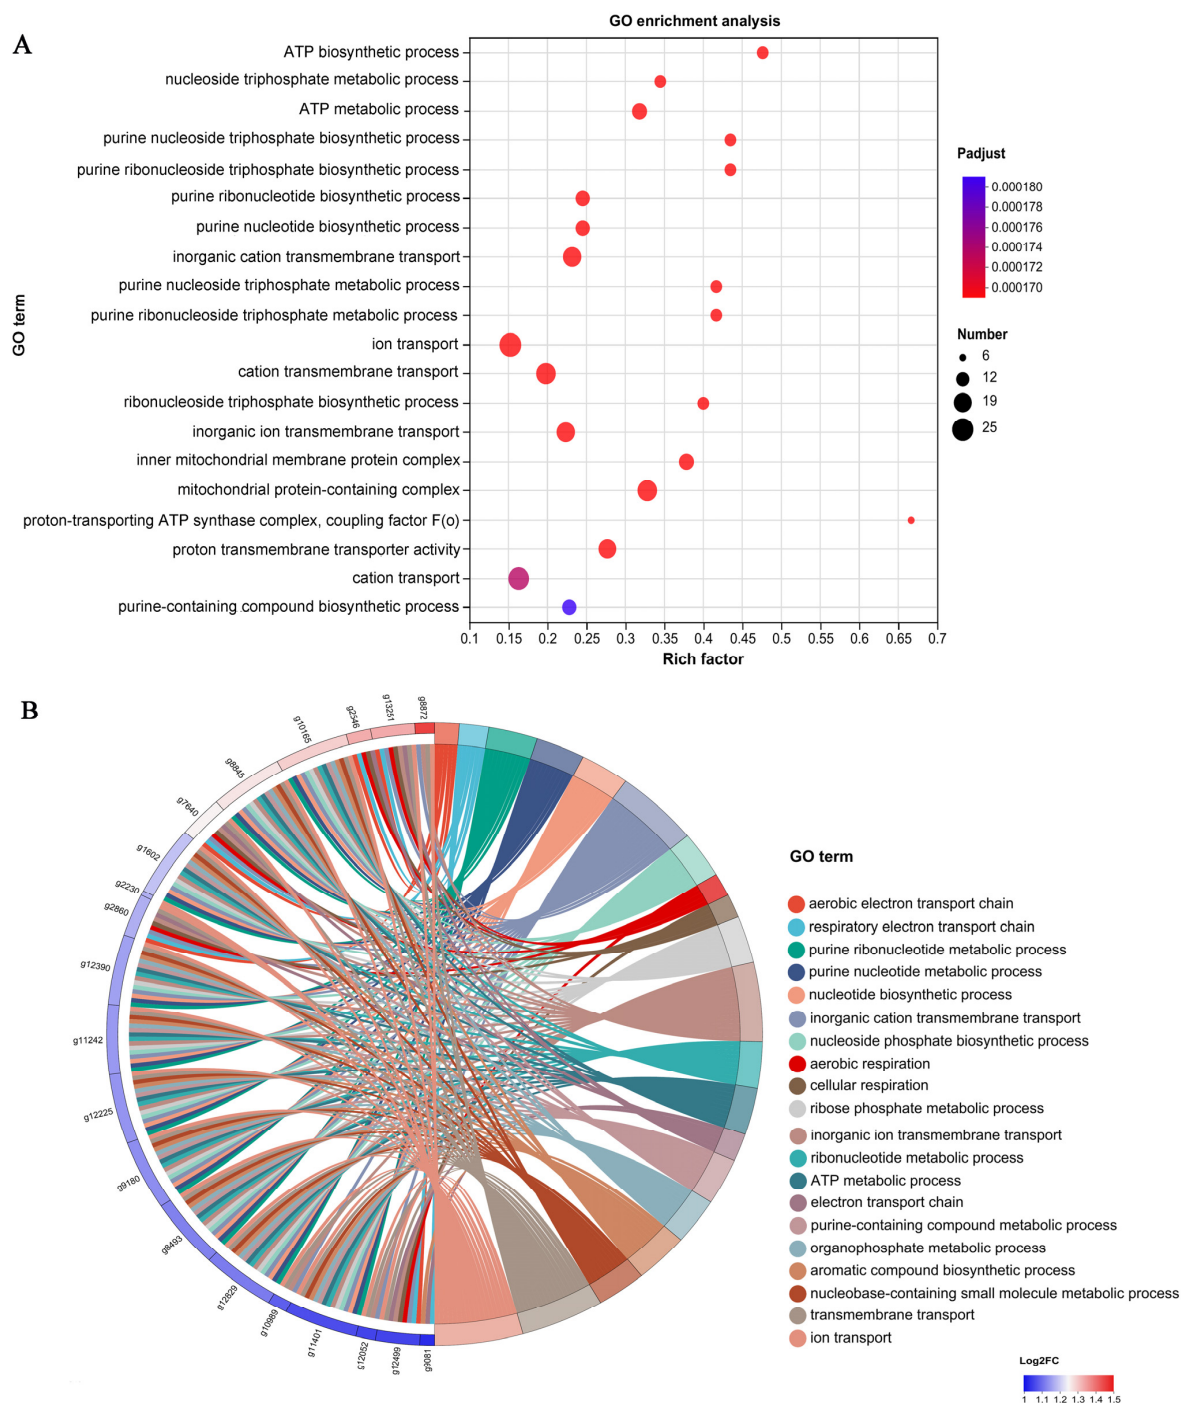 A
GO enrichment analysis
GO term
ATP biosynthetic process
nucleoside triphosphate metabolic process
ATP metabolic process
purine nucleoside triphosphate biosynthetic process
purine ribonucleoside triphosphate biosynthetic process
purine ribonucleotide biosynthetic process
purine nucleotide biosynthetic process
inorganic cation transmembrane transport
purine nucleoside triphosphate metabolic process
purine ribonucleoside triphosphate metabolic process
ion transport
cation transmembrane transport
ribonucleoside triphosphate biosynthetic process
inorganic ion transmembrane transport
inner mitochondrial membrane protein complex
mitochondrial protein-containing complex
proton-transporting ATP synthase complex, coupling factor F(o)
proton transmembrane transporter activity
cation transport
purine-containing compound biosynthetic process
0.1 0.15 0.2 0.25 0.3 0.35 0.4 0.45 0.5 0.55 0.6 0.65 0.7
Rich factor
Padjust
0.000180
0.000178
0.000176
0.000174
0.000172
0.000170
Number
6
12
19
25
B
g8872
g13251
g2546
g10165
g8845
g7640
g1602
g2230
g2860
g12390
g11242
g12225
g9180
g8493
g12829
g10989
g11401
g12052
g12499
g9081
GO term
aerobic electron transport chain
respiratory electron transport chain
purine ribonucleotide metabolic process
purine nucleotide metabolic process
nucleotide biosynthetic process
inorganic cation transmembrane transport
nucleoside phosphate biosynthetic process
aerobic respiration
cellular respiration
ribose phosphate metabolic process
inorganic ion transmembrane transport
ribonucleotide metabolic process
ATP metabolic process
electron transport chain
purine-containing compound metabolic process
organophosphate metabolic process
aromatic compound biosynthetic process
nucleobase-containing small molecule metabolic process
transmembrane transport
ion transport
Log2FC
1 1.1 1.2 1.3 1.4 1.5